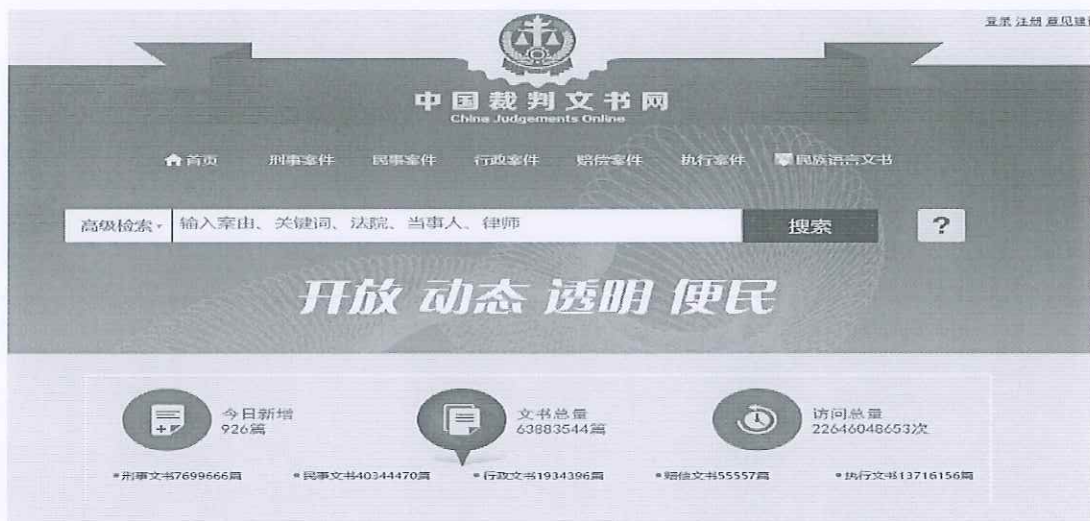 登录 注册 意见建议
中国裁判文书网
China Judgements Online
首页 刑事案件 民事案件 行政案件 赔偿案件 执行案件 民族语言文书
高级检索 输入案由、关键词、法院、当事人、律师 搜索 ?
开放 动态 透明 便民
今日新增
926篇
文书总量
63883544篇
访问总量
22646048653次
刑事文书7699666篇 民事文书40344470篇 行政文书1934396篇 赔偿文书55557篇 执行文书13716156篇